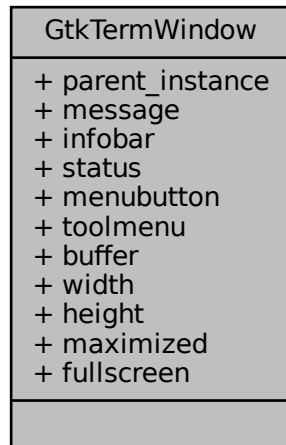 GtkTermWindow
+ parent_instance
+ message
+ infobar
+ status
+ menubutton
+ toolmenu
+ buffer
+ width
+ height
+ maximized
+ fullscreen